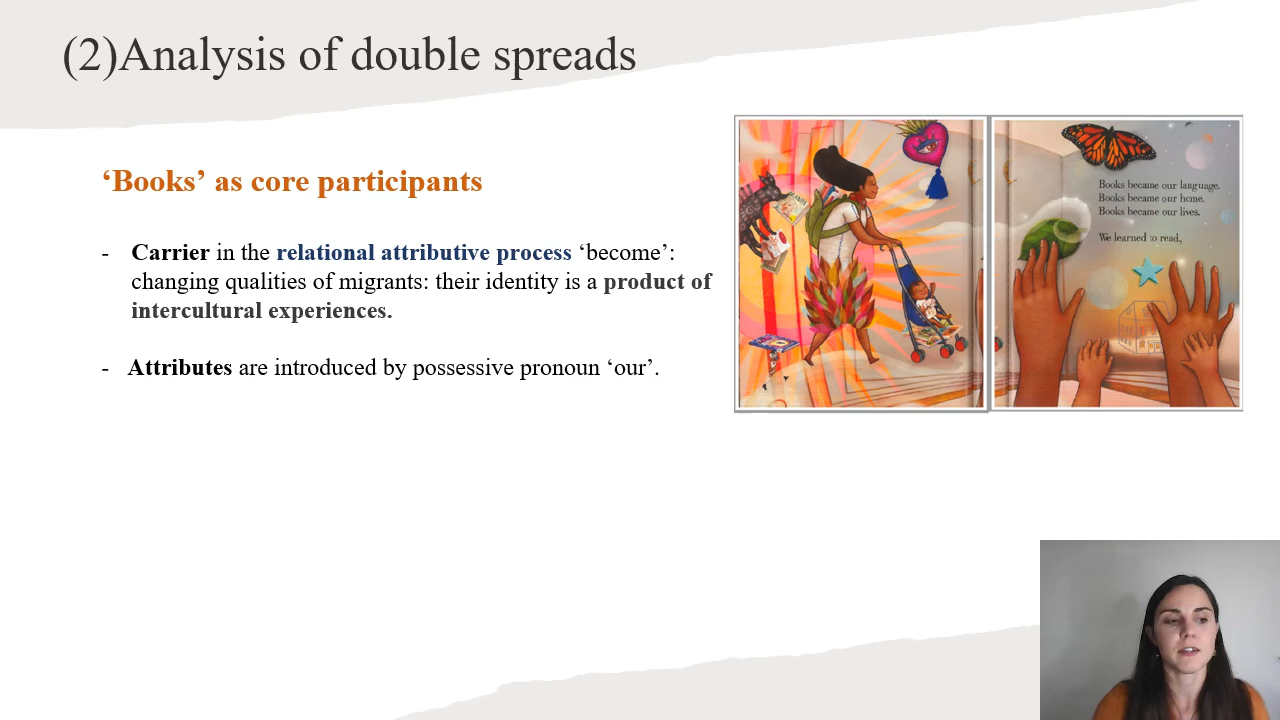 (2)Analysis of double spreads
‘Books’ as core participants
- Carrier in the relational attributive process ‘become’:
changing qualities of migrants: their identity is a product of
intercultural experiences.
- Attributes are introduced by possessive pronoun ‘our’.
Books became our language.
Books became our home.
Books became our lives.
We learned to read,